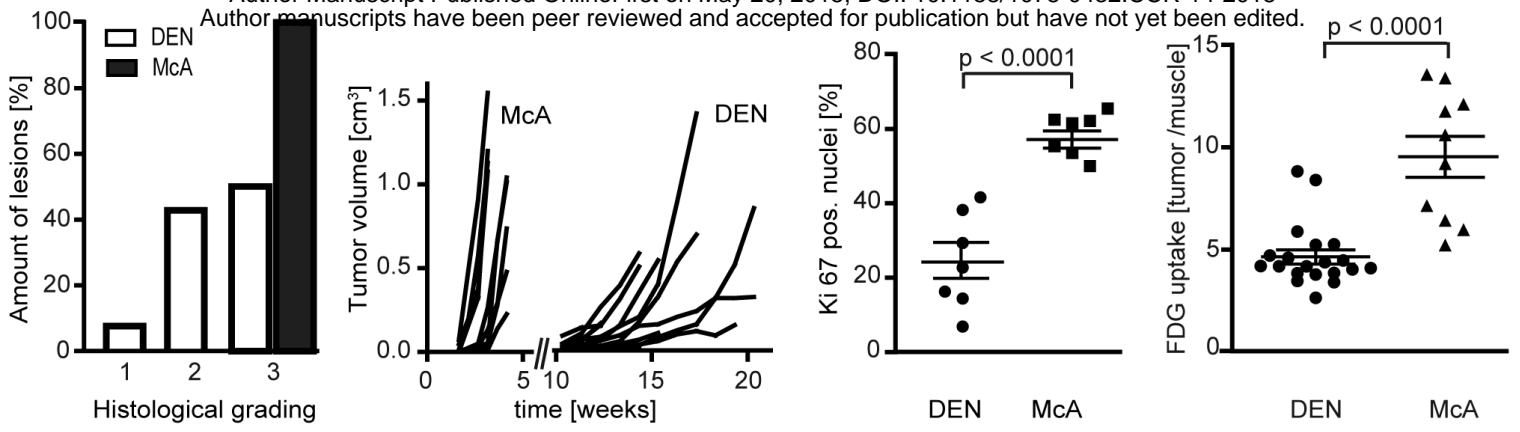 Author manuscripts have been peer reviewed and accepted for publication but have not yet been edited.
Amount of lesions [%]
100
80
60
40
20
0
DEN
McA
1 2 3
Histological grading
Tumor volume [cm³]
1.5
1.0
0.5
0.0
McA
DEN
0 5 10 15 20
time [weeks]
Ki 67 pos. nuclei [%]
80
60
40
20
0
p < 0.0001
DEN McA
FDG uptake [tumor /muscle]
15
10
5
0
p < 0.0001
DEN McA